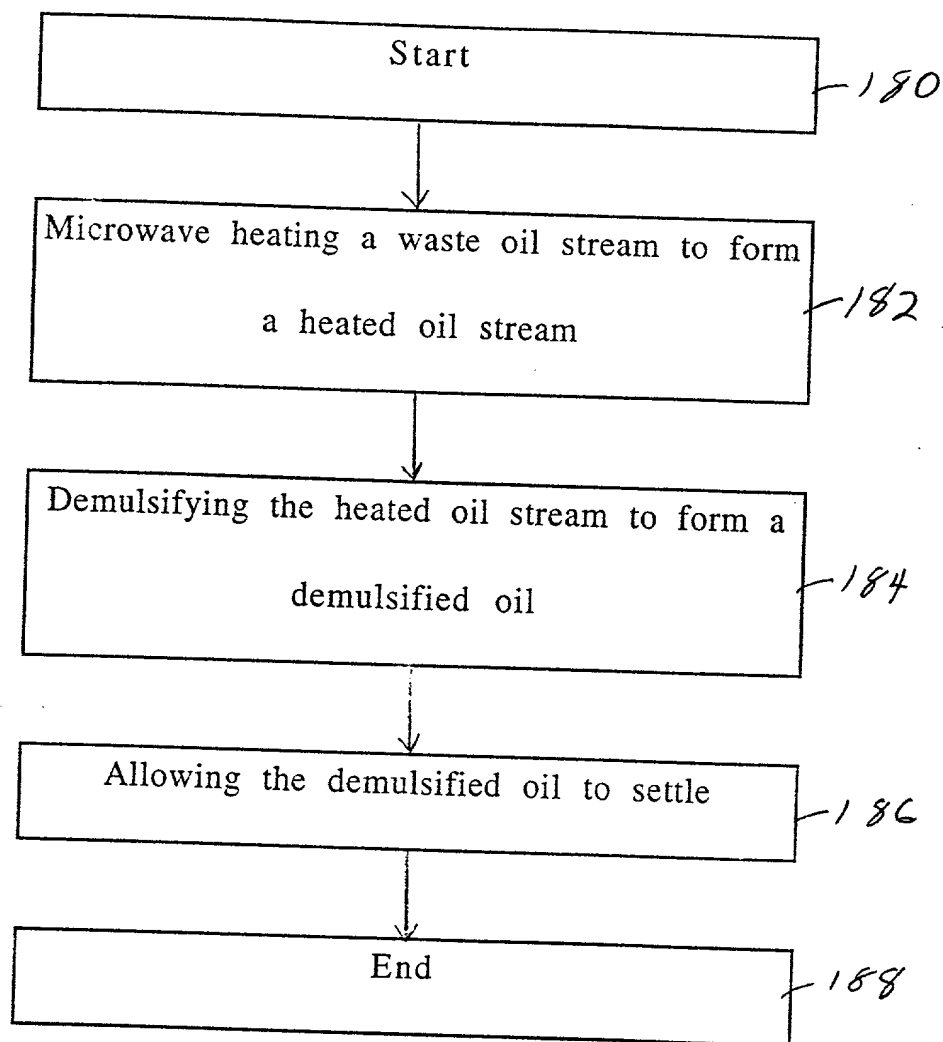 Start
180
Microwave heating a waste oil stream to form
a heated oil stream
182
Demulsifying the heated oil stream to form a
demulsified oil
184
Allowing the demulsified oil to settle
186
End
188